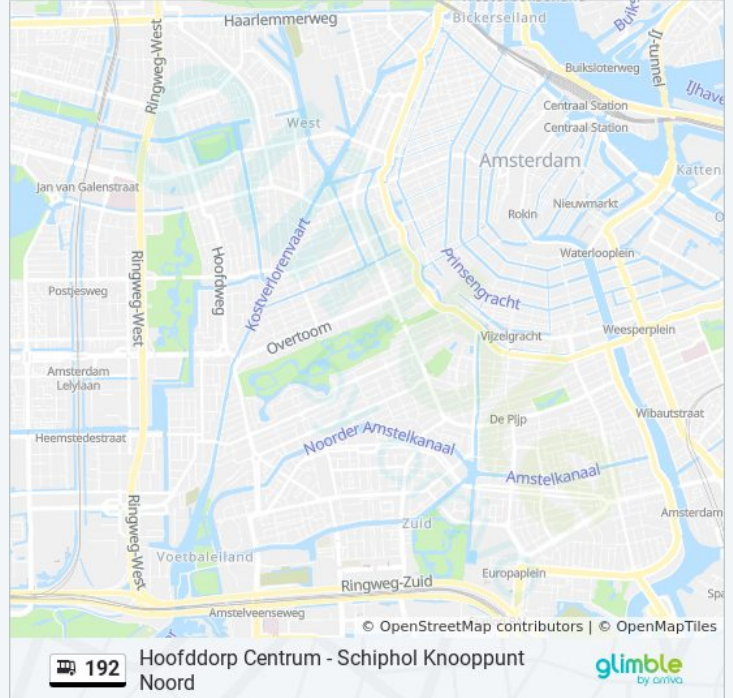 Haarlemmerweg
Bickerseiland
Ringweg-West
IJ-tunnel
Buiksloterweg
IJhave
Centraal Station
West
Centraal Station
Amsterdam
Katten
Jan van Galenstraat
Nieuwmarkt
Rokin
Kostverlorenvaart
Waterlooplein
Hoofdweg
Prinsengracht
Postjesweg
Ringweg-West
Overtoom
Vijzelgracht
Weesperplein
Amsterdam
Lelylaan
De Pijp
Wibautstraat
Heemstedestraat
Noorder Amstelkanaal
Amstelkanaal
Ringweg-West
Amsterdam
Zuid
Voetbaleiland
Europaplein
Ringweg-Zuid
Spa
Amstelveenseweg
© OpenStreetMap contributors | © OpenMapTiles
192
Hoofddorp Centrum - Schiphol Knooppunt
Noord
glimble
by arriva